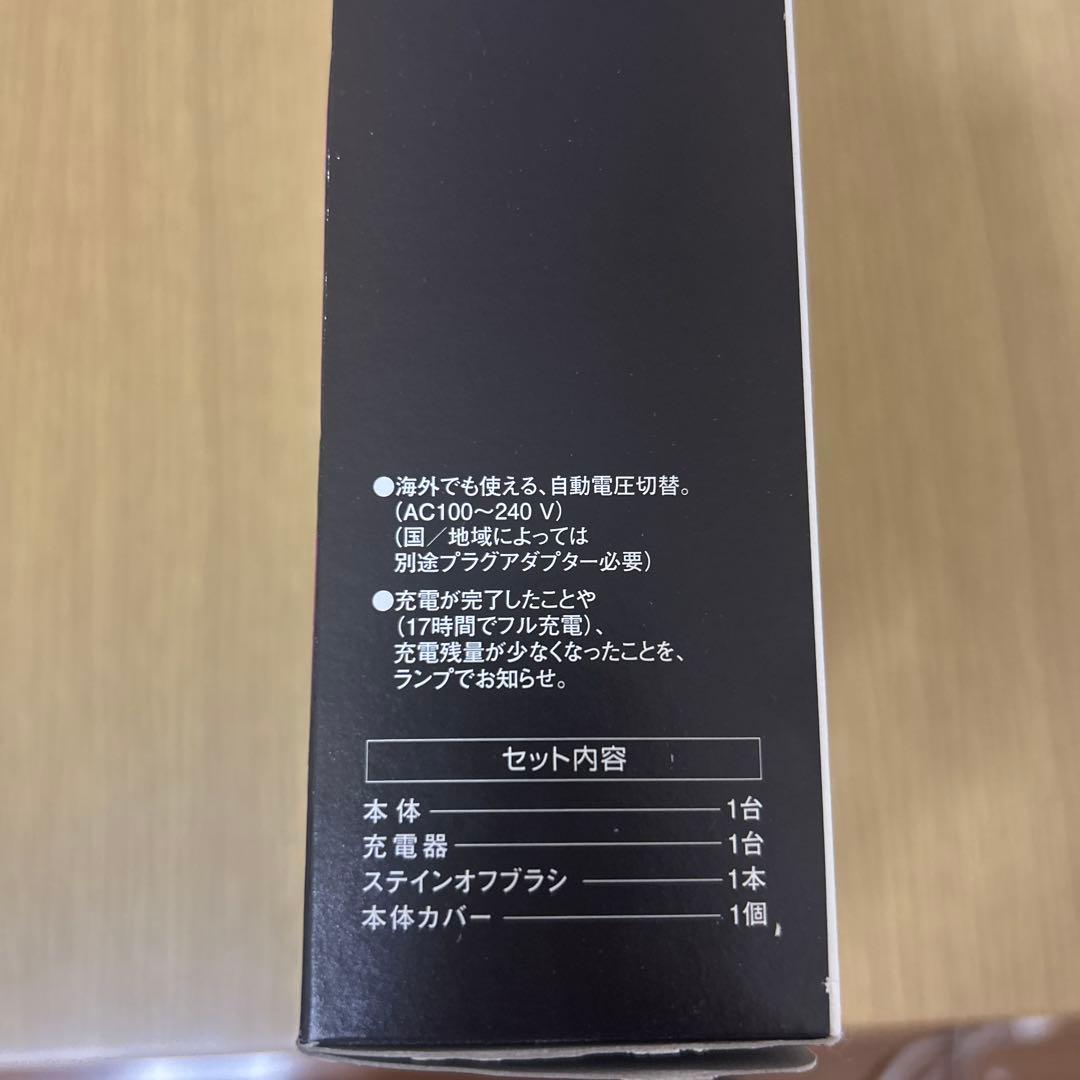 ●海外でも使える、自動電圧切替。
(AC100〜240 V)
(国／地域によっては
別途プラグアダプター必要)
●充電が完了したことや
(17時間でフル充電)、
充電残量が少なくなったことを、
ランプでお知らせ。
セット内容
本体 1台
充電器 1台
ステインオフブラシ 1本
本体カバー 1個